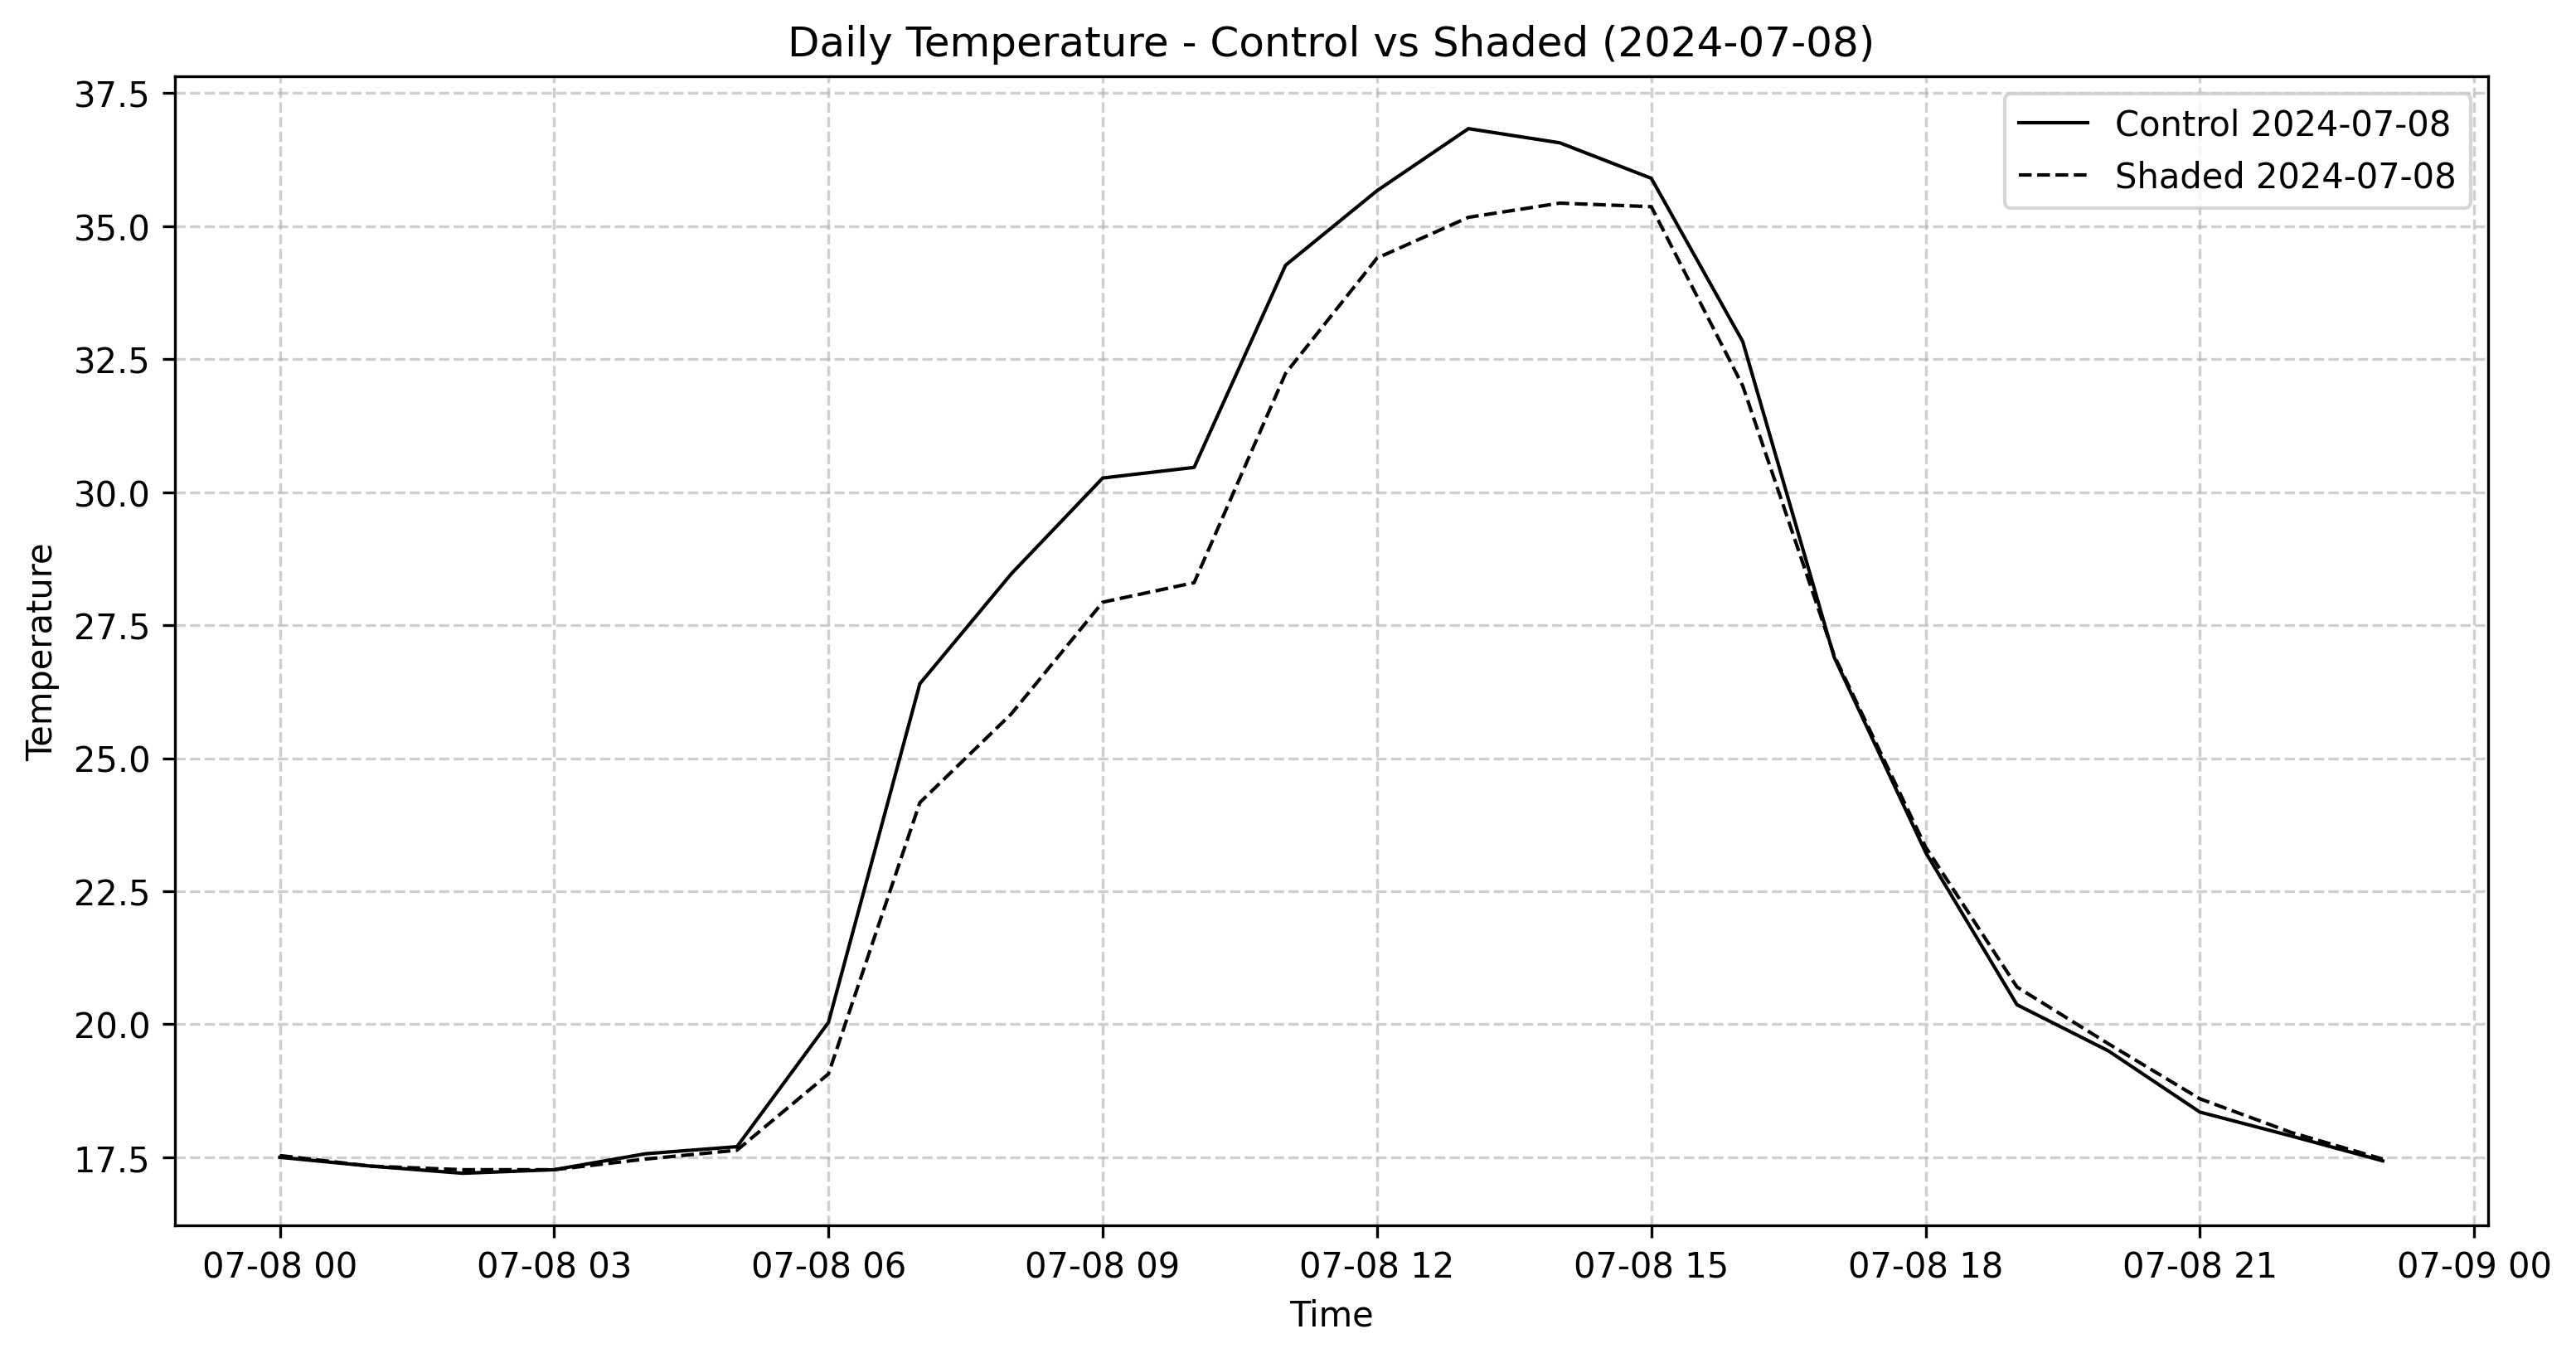 Daily Temperature - Control vs Shaded (2024-07-08)
Control 2024-07-08
Shaded 2024-07-08
Temperature
37.5
35.0
32.5
30.0
27.5
25.0
22.5
20.0
17.5
07-08 00 07-08 03 07-08 06 07-08 09 07-08 12 07-08 15 07-08 18 07-08 21 07-09 00
Time